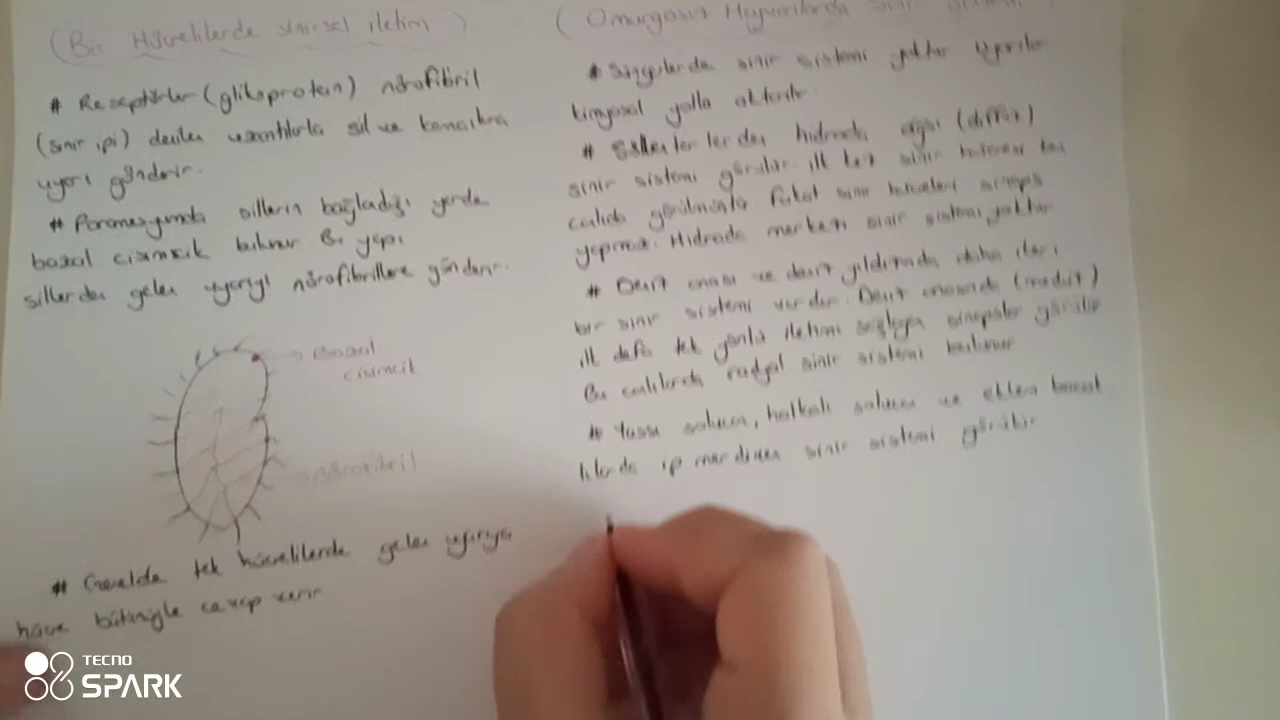 (Bir Hücrelilerde sinirsel iletim)
# Reseptörler (glikoprotein) nörofibril
(sinir ipi) denilen uzantılarla sil ve kamçılara
uyarı gönderir.
# Paramesyumda sillerin bağladığı yerde
bazal cisimcik bulunur. Bu yapı
sillerden gelen uyarıyı nörofibrillere gönderir.
Bazal
cisimcik
nörofibril
# Genelde tek hücrelilerde gelen uyarıya
hücre bütünüyle cevap verir
(Omurgasız Hayvanlarda sinir sistemi
# Süngerlerde sinir sistemi yoktur uyarılar
kimyasal yolla aktarılır.
# Sölenterlerden hidrada ağsı (diffüz)
sinir sistemi görülür. ilk kez sinir hücresi bu
canlıda görülmüştür fakat sinir hücreleri sinaps
yapmaz. Hidrada merkezi sinir sistemi yoktur
# Deniz anası ve deniz yıldızında daha ileri
bir sinir sistemi vardır. Deniz anasında (medüz)
ilk defa tek yönlü iletimi sağlayan sinapslar görülür
Bu canlılarda radyal sinir sistemi bulunur
# Yassı solucan, halkalı solucan ve eklem bacak
lılarda ip merdiven sinir sistemi görülür
TECNO
SPARK